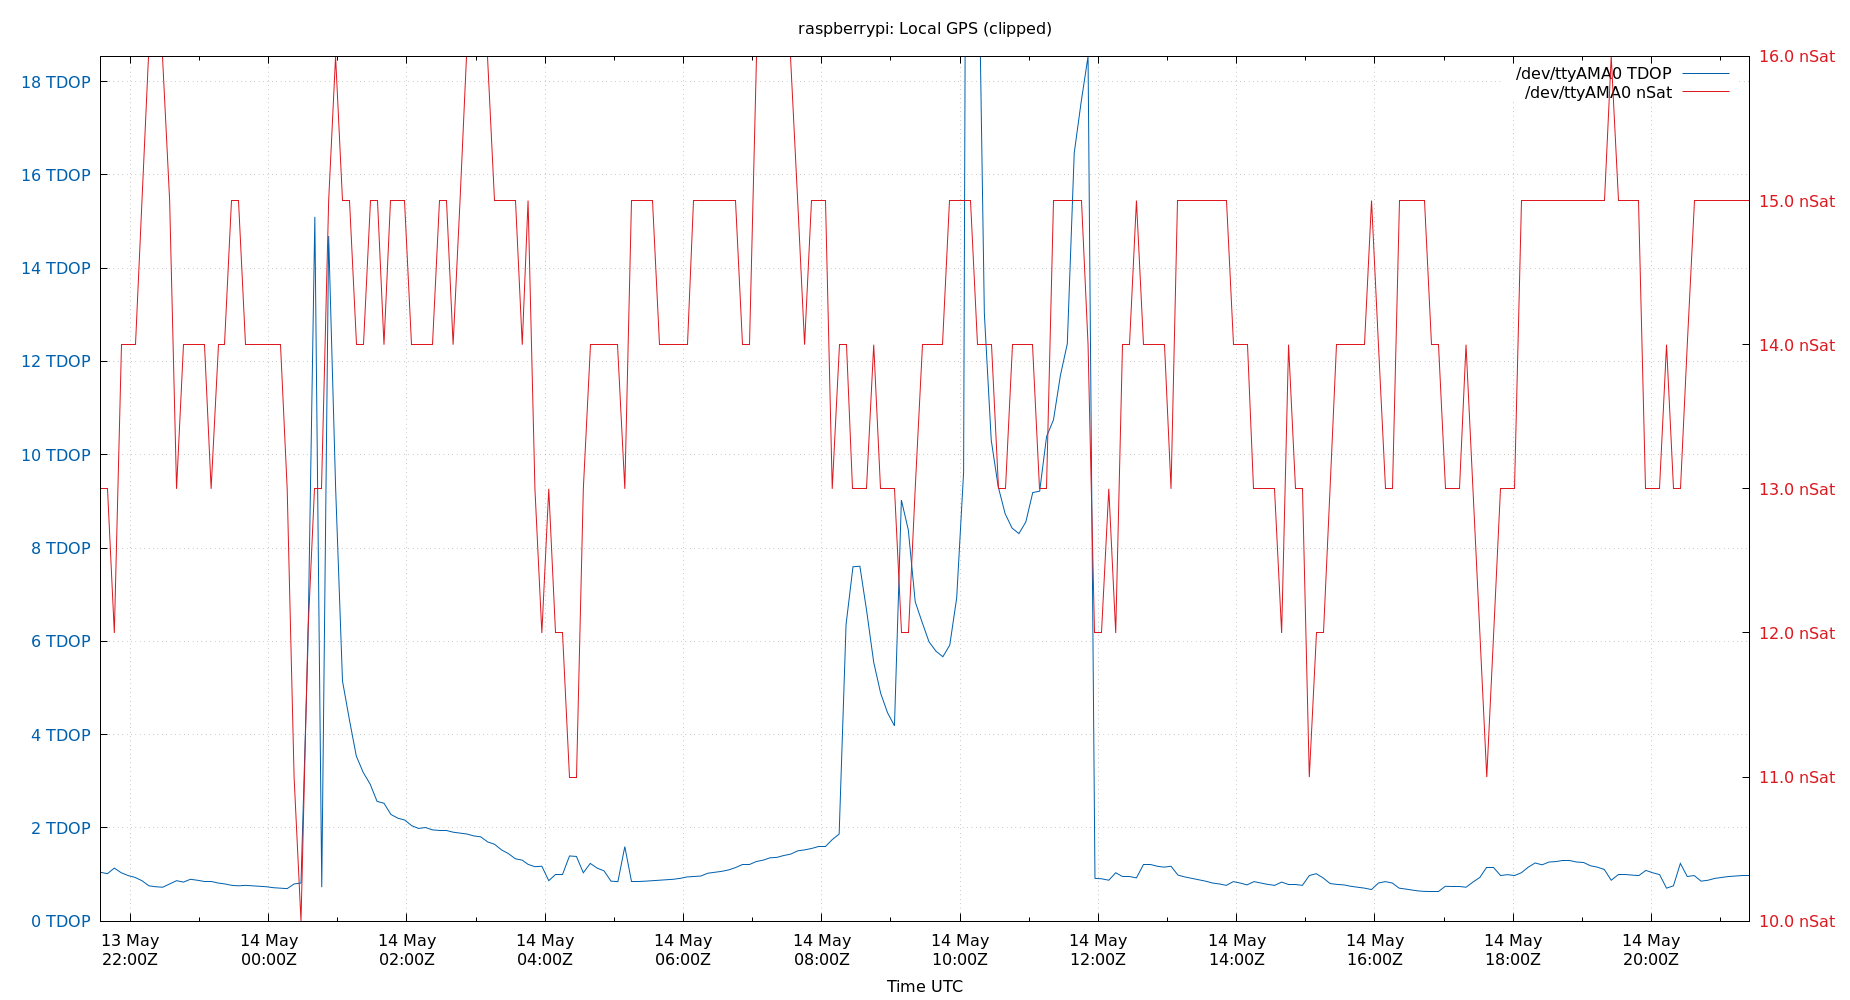 raspberrypi: Local GPS (clipped)
/dev/ttyAMA0 TDOP
/dev/ttyAMA0 nSat
18 TDOP
16 TDOP
14 TDOP
12 TDOP
10 TDOP
8 TDOP
6 TDOP
4 TDOP
2 TDOP
0 TDOP
16.0 nSat
15.0 nSat
14.0 nSat
13.0 nSat
12.0 nSat
11.0 nSat
10.0 nSat
13 May
22:00Z
14 May
00:00Z
14 May
02:00Z
14 May
04:00Z
14 May
06:00Z
14 May
08:00Z
14 May
10:00Z
14 May
12:00Z
14 May
14:00Z
14 May
16:00Z
14 May
18:00Z
14 May
20:00Z
Time UTC